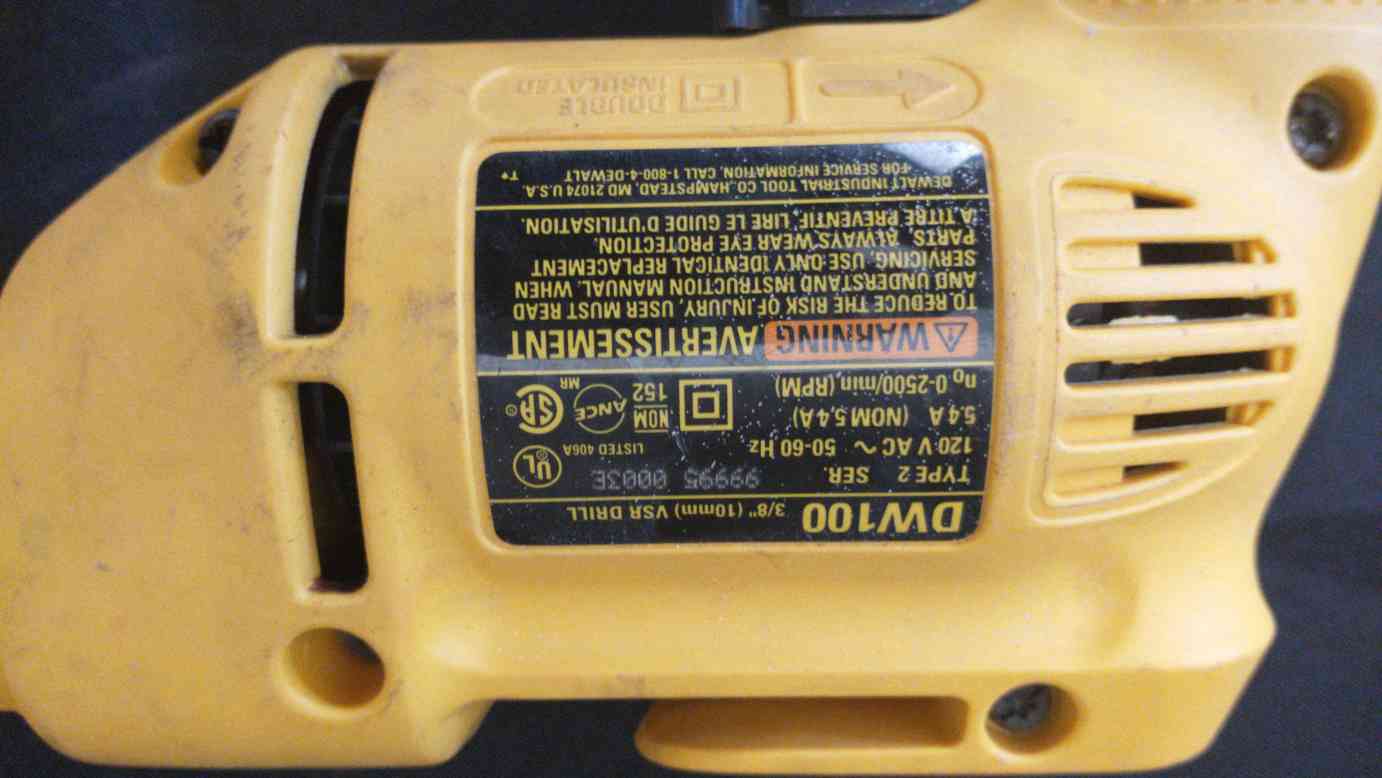 DW100 3/8" (10mm) VSR DRILL
TYPE 2 SER. 99995 0003E
120 V AC ~ 50-60 Hz
LISTED 406A
UL
5,4 A (NOM 5,4 A)
n0 0-2500/min (RPM)
NOM
152
ANCE
MR
SA
WARNING AVERTISSEMENT
TO REDUCE THE RISK OF INJURY, USER MUST READ
AND UNDERSTAND INSTRUCTION MANUAL. WHEN
SERVICING, USE ONLY IDENTICAL REPLACEMENT
PARTS. ALWAYS WEAR EYE PROTECTION.
A TITRE PREVENTIF, LIRE LE GUIDE D'UTILISATION.
DEWALT INDUSTRIAL TOOL CO., HAMPSTEAD, MD 21074 U.S.A.
FOR SERVICE INFORMATION, CALL 1-800-4-DEWALT
DOUBLE
INSULATED